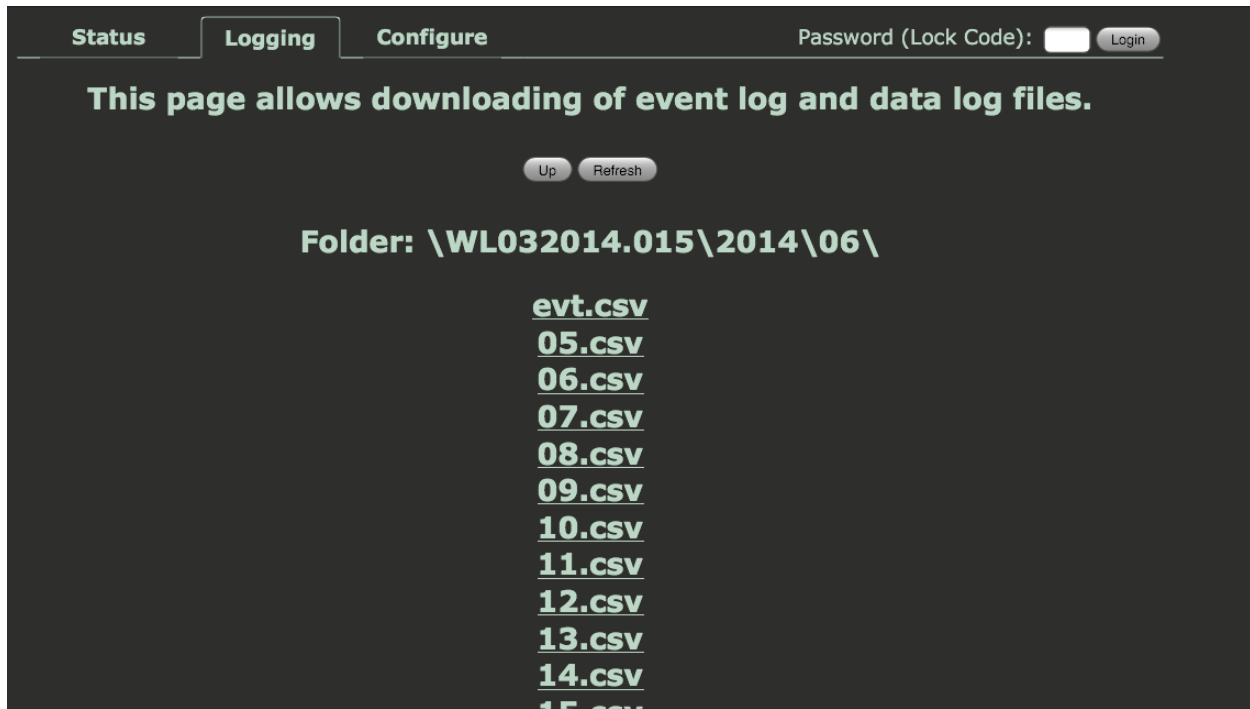 Status Logging Configure Password (Lock Code): Login
This page allows downloading of event log and data log files.
Up Refresh
Folder: \WL032014.015\2014\06\
evt.csv
05.csv
06.csv
07.csv
08.csv
09.csv
10.csv
11.csv
12.csv
13.csv
14.csv